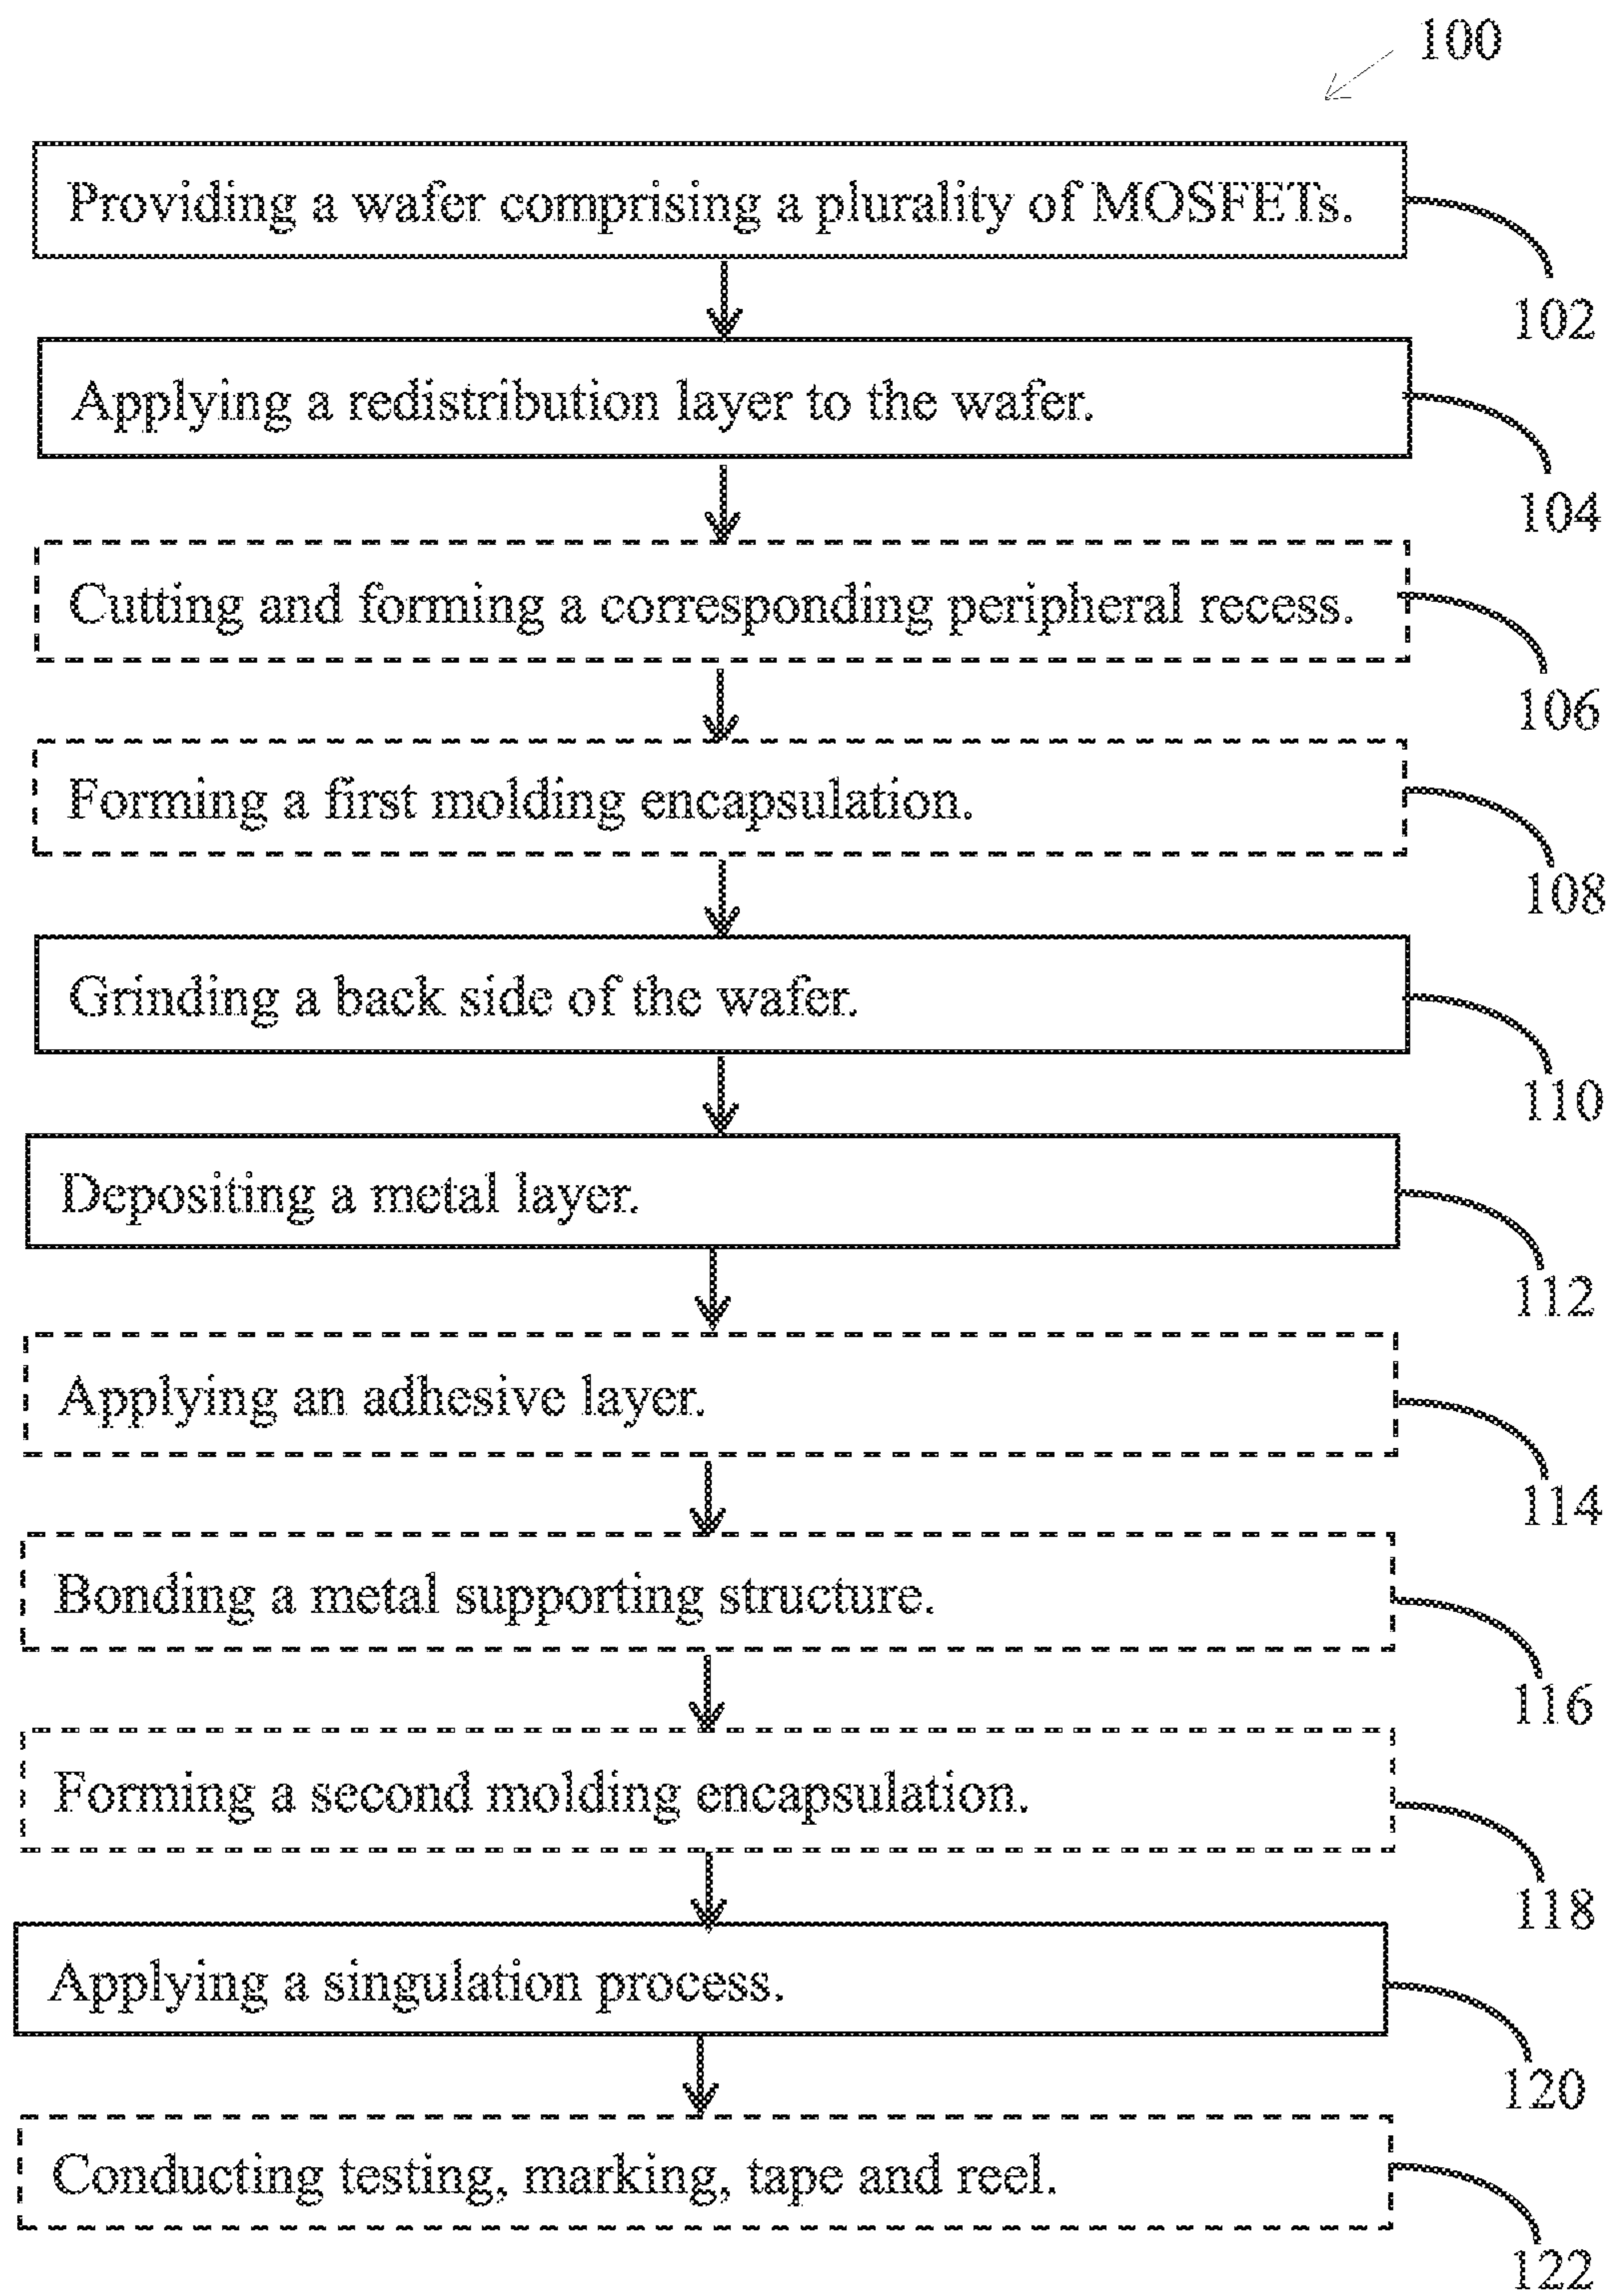 100
Providing a wafer comprising a plurality of MOSFETs.
102
Applying a redistribution layer to the wafer.
104
Cutting and forming a corresponding peripheral recess.
106
Forming a first molding encapsulation.
108
Grinding a back side of the wafer.
110
Depositing a metal layer.
112
Applying an adhesive layer.
114
Bonding a metal supporting structure.
116
Forming a second molding encapsulation.
118
Applying a singulation process.
120
Conducting testing, marking, tape and reel.
122